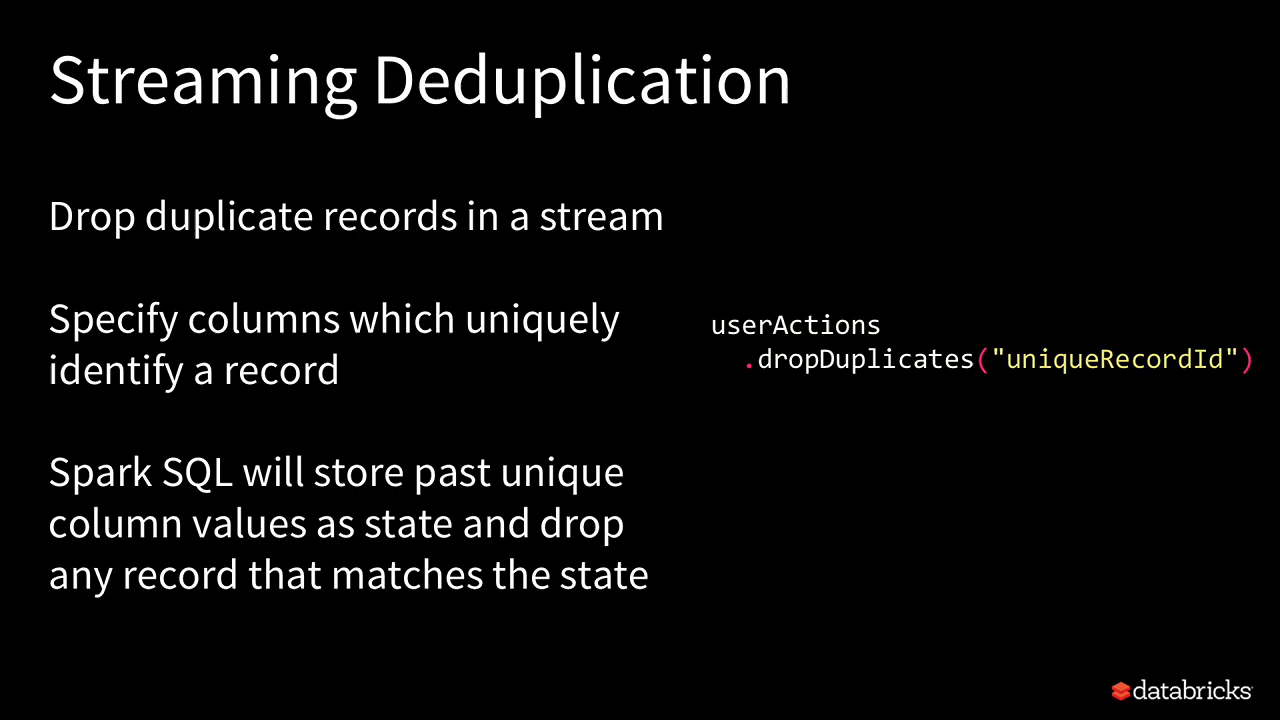 Streaming Deduplication
Drop duplicate records in a stream
Specify columns which uniquely
identify a record
userActions
.dropDuplicates("uniqueRecordId")
Spark SQL will store past unique
column values as state and drop
any record that matches the state
databricks